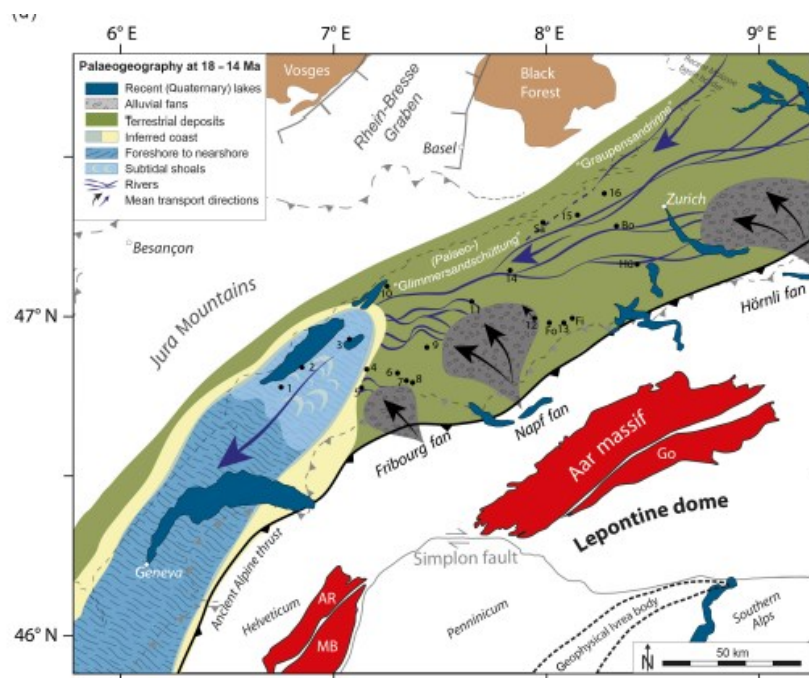 (d)
6° E
7° E
8° E
9° E
Palaeogeography at 18 – 14 Ma
Recent (Quaternary) lakes
Alluvial fans
Terrestrial deposits
Inferred coast
Foreshore to nearshore
Subtidal shoals
Rivers
Mean transport directions
Vosges
Rhein-Bresse
Graben
Black
Forest
Basel
"Graupensandrinne"
Besançon
Jura Mountains
(Palaeo-)
"Glimmersandschüttung"
Zurich
16
15
Sa
Bo
Hü
14
10
11
12
Fo
13
Fi
9
3
2
1
4
5
6
7
8
47° N
Hörnli fan
Napf fan
Fribourg fan
Aar massif
Go
Lepontine dome
Simplon fault
Geneva
Ancient Alpine thrust
Helveticum
AR
MB
Penninicum
Geophysical Ivrea body
Southern
Alps
46° N
N
50 km